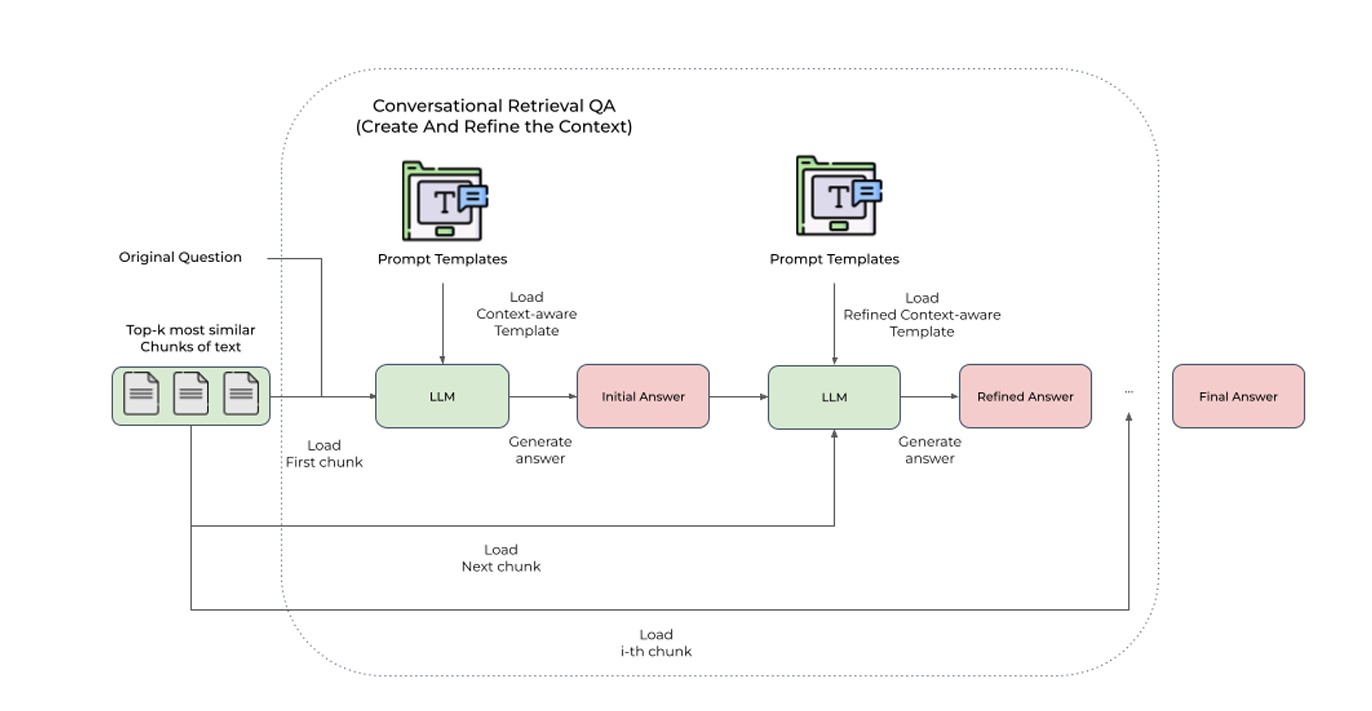 Conversational Retrieval QA
(Create And Refine the Context)
T
T
Original Question
Prompt Templates
Prompt Templates
Load
Context-aware
Template
Load
Refined Context-aware
Template
Top-k most similar
Chunks of text
LLM
Initial Answer
LLM
Refined Answer
...
Final Answer
Load
First chunk
Generate
answer
Generate
answer
Load
Next chunk
Load
i-th chunk